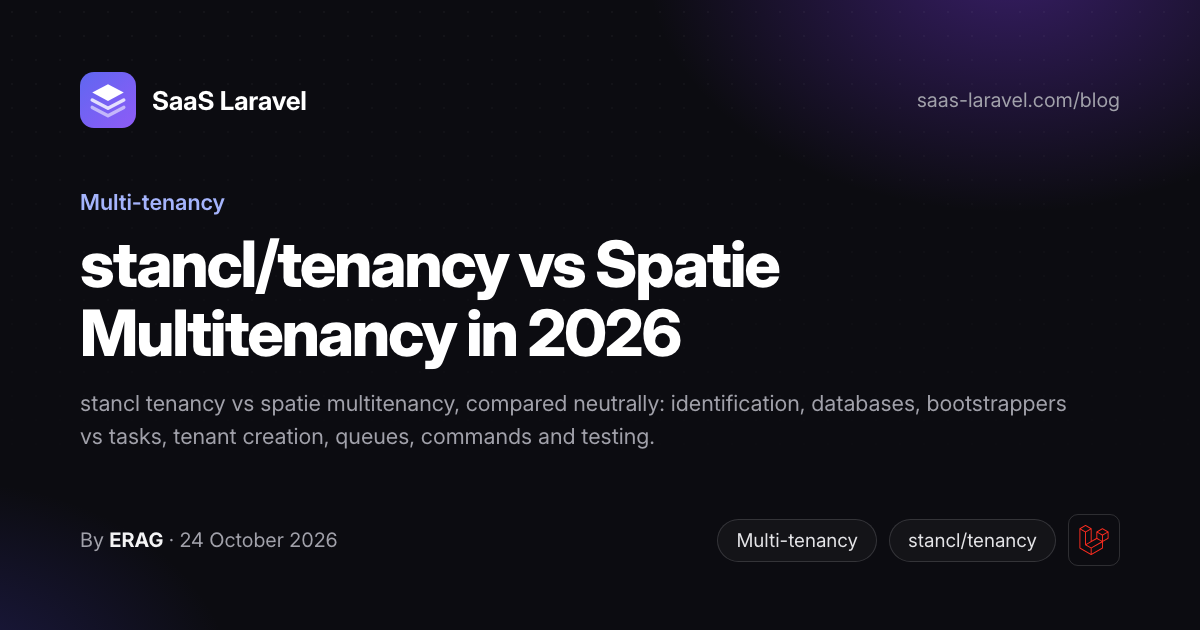 SaaS Laravel
saas-laravel.com/blog
Multi-tenancy
stancl/tenancy vs Spatie
Multitenancy in 2026
stancl tenancy vs spatie multitenancy, compared neutrally: identification, databases, bootstrappers
vs tasks, tenant creation, queues, commands and testing.
By ERAG · 24 October 2026
Multi-tenancy
stancl/tenancy